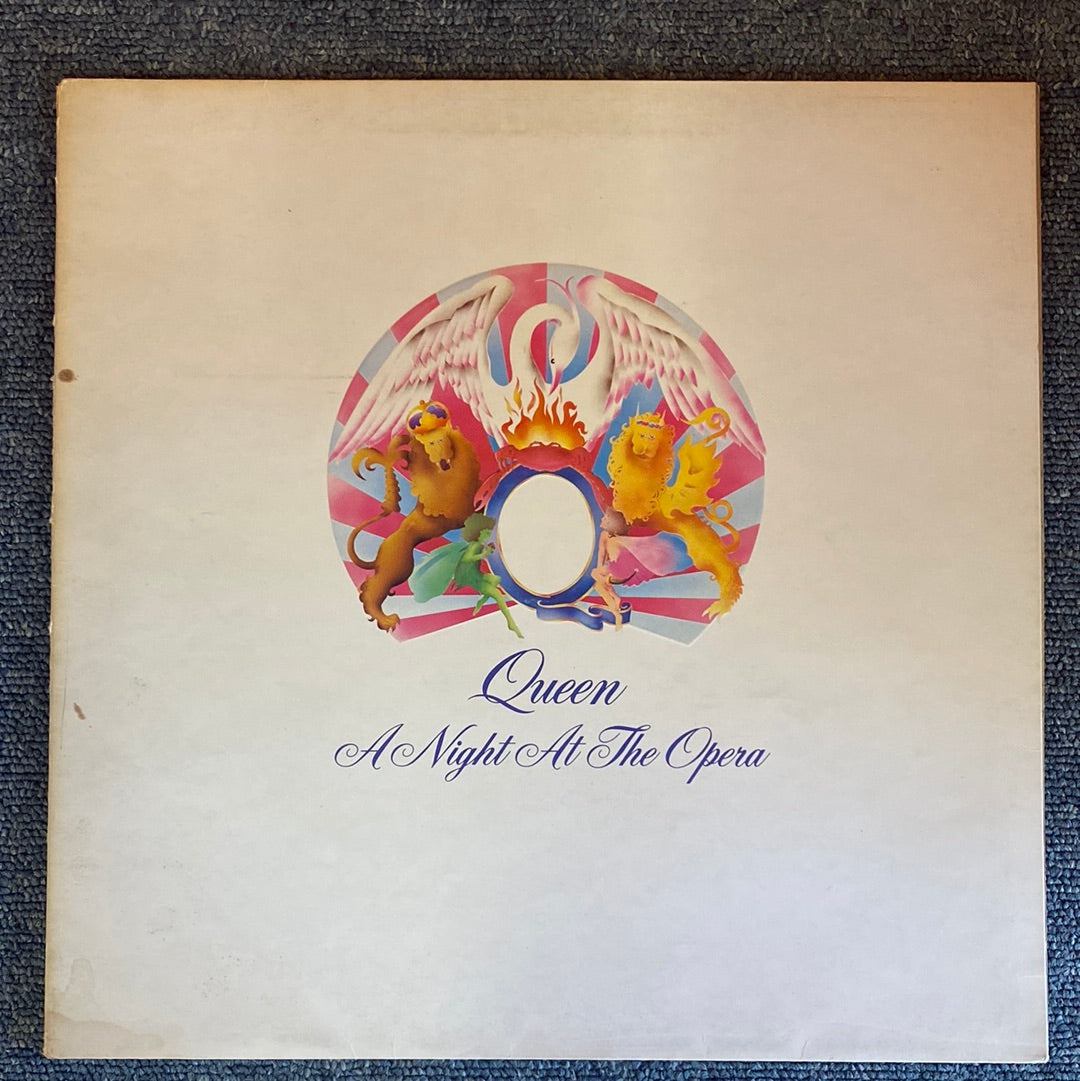 Queen
A Night At The Opera